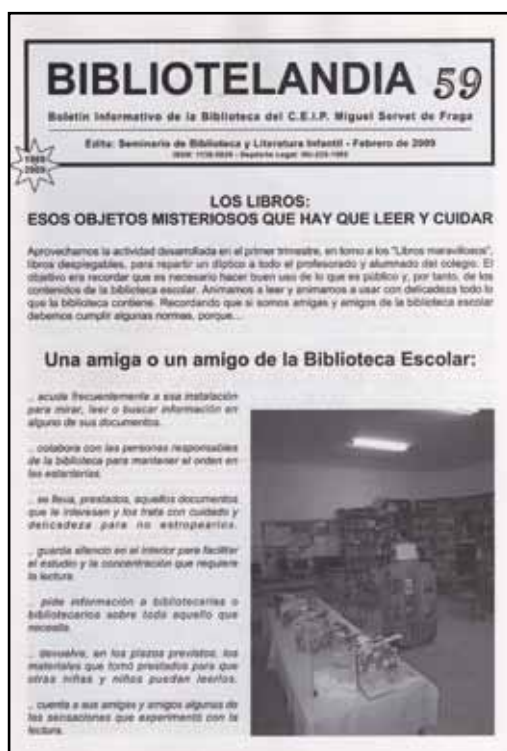 BIBLIOTELANDIA 59
Boletín Informativo de la Biblioteca del C.E.I.P. Miguel Servet de Fraga
Edita: Seminario de Biblioteca y Literatura Infantil - Febrero de 2009
1989
2009
LOS LIBROS:
ESOS OBJETOS MISTERIOSOS QUE HAY QUE LEER Y CUIDAR
Aprovechamos la actividad desarrollada en el primer trimestre, en torno a los "Libros maravillosos",
libros desplegables, para repartir un díptico a todo el profesorado y alumnado del colegio. El
objetivo era recordar que es necesario hacer buen uso de lo que es público y, por tanto, de los
contenidos de la biblioteca escolar. Animamos a leer y animamos a usar con delicadeza todo lo
que la biblioteca contiene. Recordando que si somos amigas y amigos de la biblioteca escolar
debemos cumplir algunas normas, porque...
Una amiga o un amigo de la Biblioteca Escolar:
... acude frecuentemente a esa instalación
para mirar, leer o buscar información en
alguno de sus documentos.
... colabora con las personas responsables
de la biblioteca para mantener el orden en
las estanterías.
... se lleva, prestados, aquellos documentos
que le interesan y los trata con cuidado y
delicadeza para no estropearlos.
... guarda silencio en el interior para facilitar
el estudio y la concentración que requiere
la lectura.
... pide información a bibliotecarias o
bibliotecarios sobre todo aquello que
necesita.
... devuelve, en los plazos previstos, los
materiales que tomó prestados para que
otras niñas y niños puedan leerlos.
... cuenta a sus amigas y amigos algunas de
las sensaciones que experimentó con la
lectura.